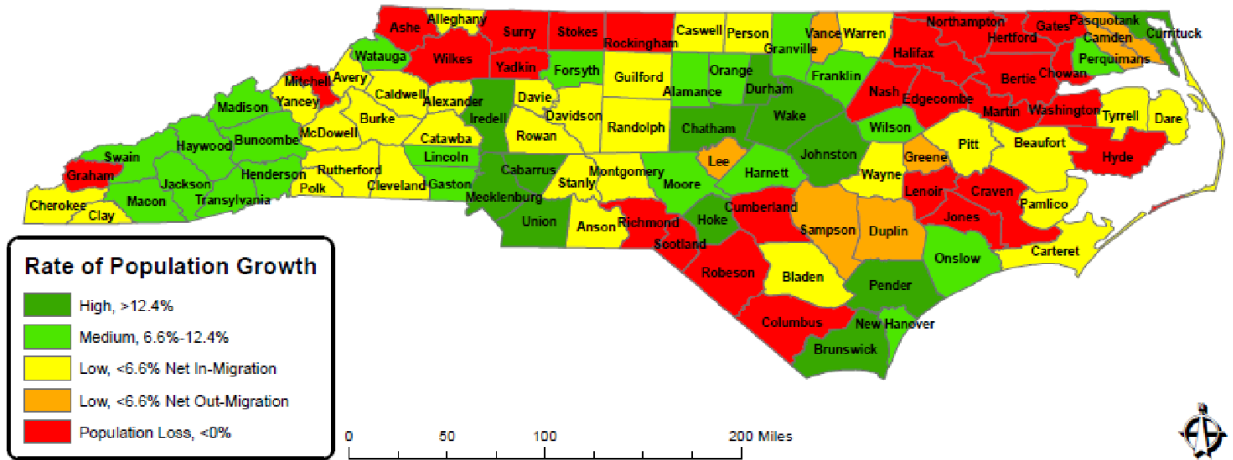 Ashe
Alleghany
Surry
Stokes
Rockingham
Caswell
Person
Granville
Vance
Warren
Northampton
Gates
Pasquotank
Currituck
Camden
Hertford
Halifax
Perquimans
Chowan
Bertie
Watauga
Wilkes
Yadkin
Forsyth
Guilford
Alamance
Orange
Durham
Franklin
Nash
Edgecombe
Martin
Washington
Tyrrell
Dare
Mitchell
Avery
Yancey
Caldwell
Alexander
Iredell
Davie
Davidson
Randolph
Chatham
Wake
Wilson
Pitt
Beaufort
Hyde
Madison
Buncombe
McDowell
Burke
Catawba
Rowan
Lee
Johnston
Greene
Wayne
Swain
Haywood
Henderson
Rutherford
Polk
Cleveland
Lincoln
Gaston
Cabarrus
Mecklenburg
Stanly
Montgomery
Moore
Harnett
Lenoir
Craven
Jones
Pamlico
Graham
Jackson
Macon
Transylvania
Cherokee
Clay
Union
Anson
Richmond
Scotland
Hoke
Cumberland
Sampson
Duplin
Onslow
Carteret
Robeson
Bladen
Pender
Columbus
New Hanover
Brunswick
Rate of Population Growth
High, >12.4%
Medium, 6.6%-12.4%
Low, <6.6% Net In-Migration
Low, <6.6% Net Out-Migration
Population Loss, <0%
0 50 100 200 Miles